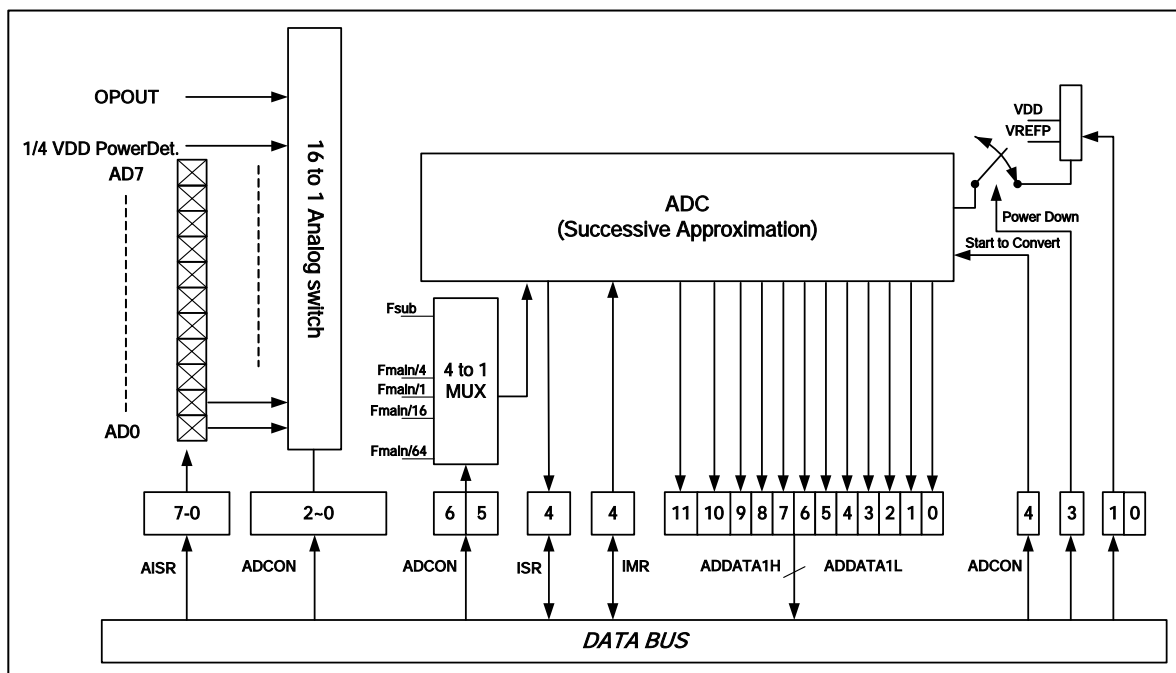 OPOUT
1/4 VDD PowerDet.
AD7
AD0
16 to 1 Analog switch
ADC
(Successive Approximation)
VDD
VREFP
Power Down
Start to Convert
Fsub
Fmain/4
Fmain/1
Fmain/16
Fmain/64
4 to 1
MUX
7-0
2~0
6 5
4
4
11 10 9 8 7 6 5 4 3 2 1 0
4
3
1 0
AISR
ADCON
ADCON
ISR
IMR
ADDATA1H
ADDATA1L
ADCON
DATA BUS